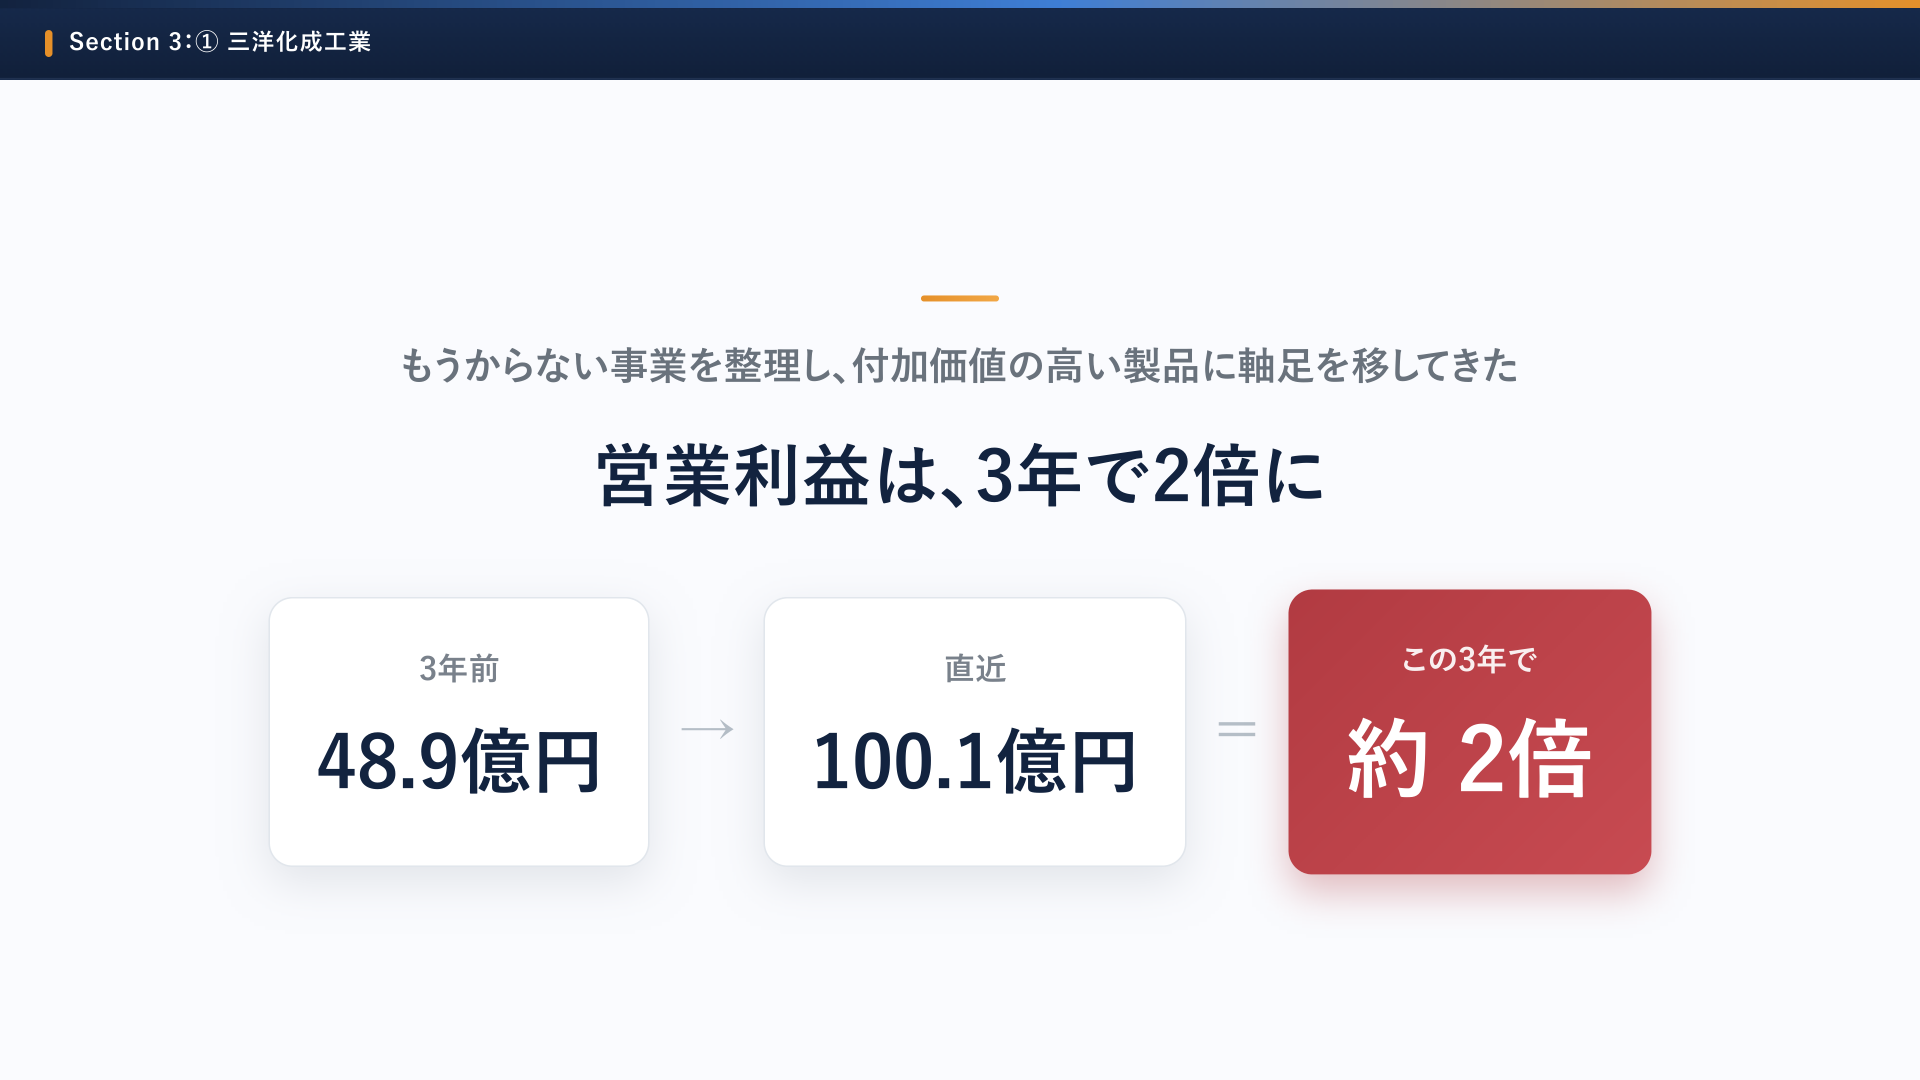 Section 3：① 三洋化成工業
もうからない事業を整理し、付加価値の高い製品に軸足を移してきた
営業利益は、3年で2倍に
3年前
48.9億円
→
直近
100.1億円
＝
この3年で
約 2倍